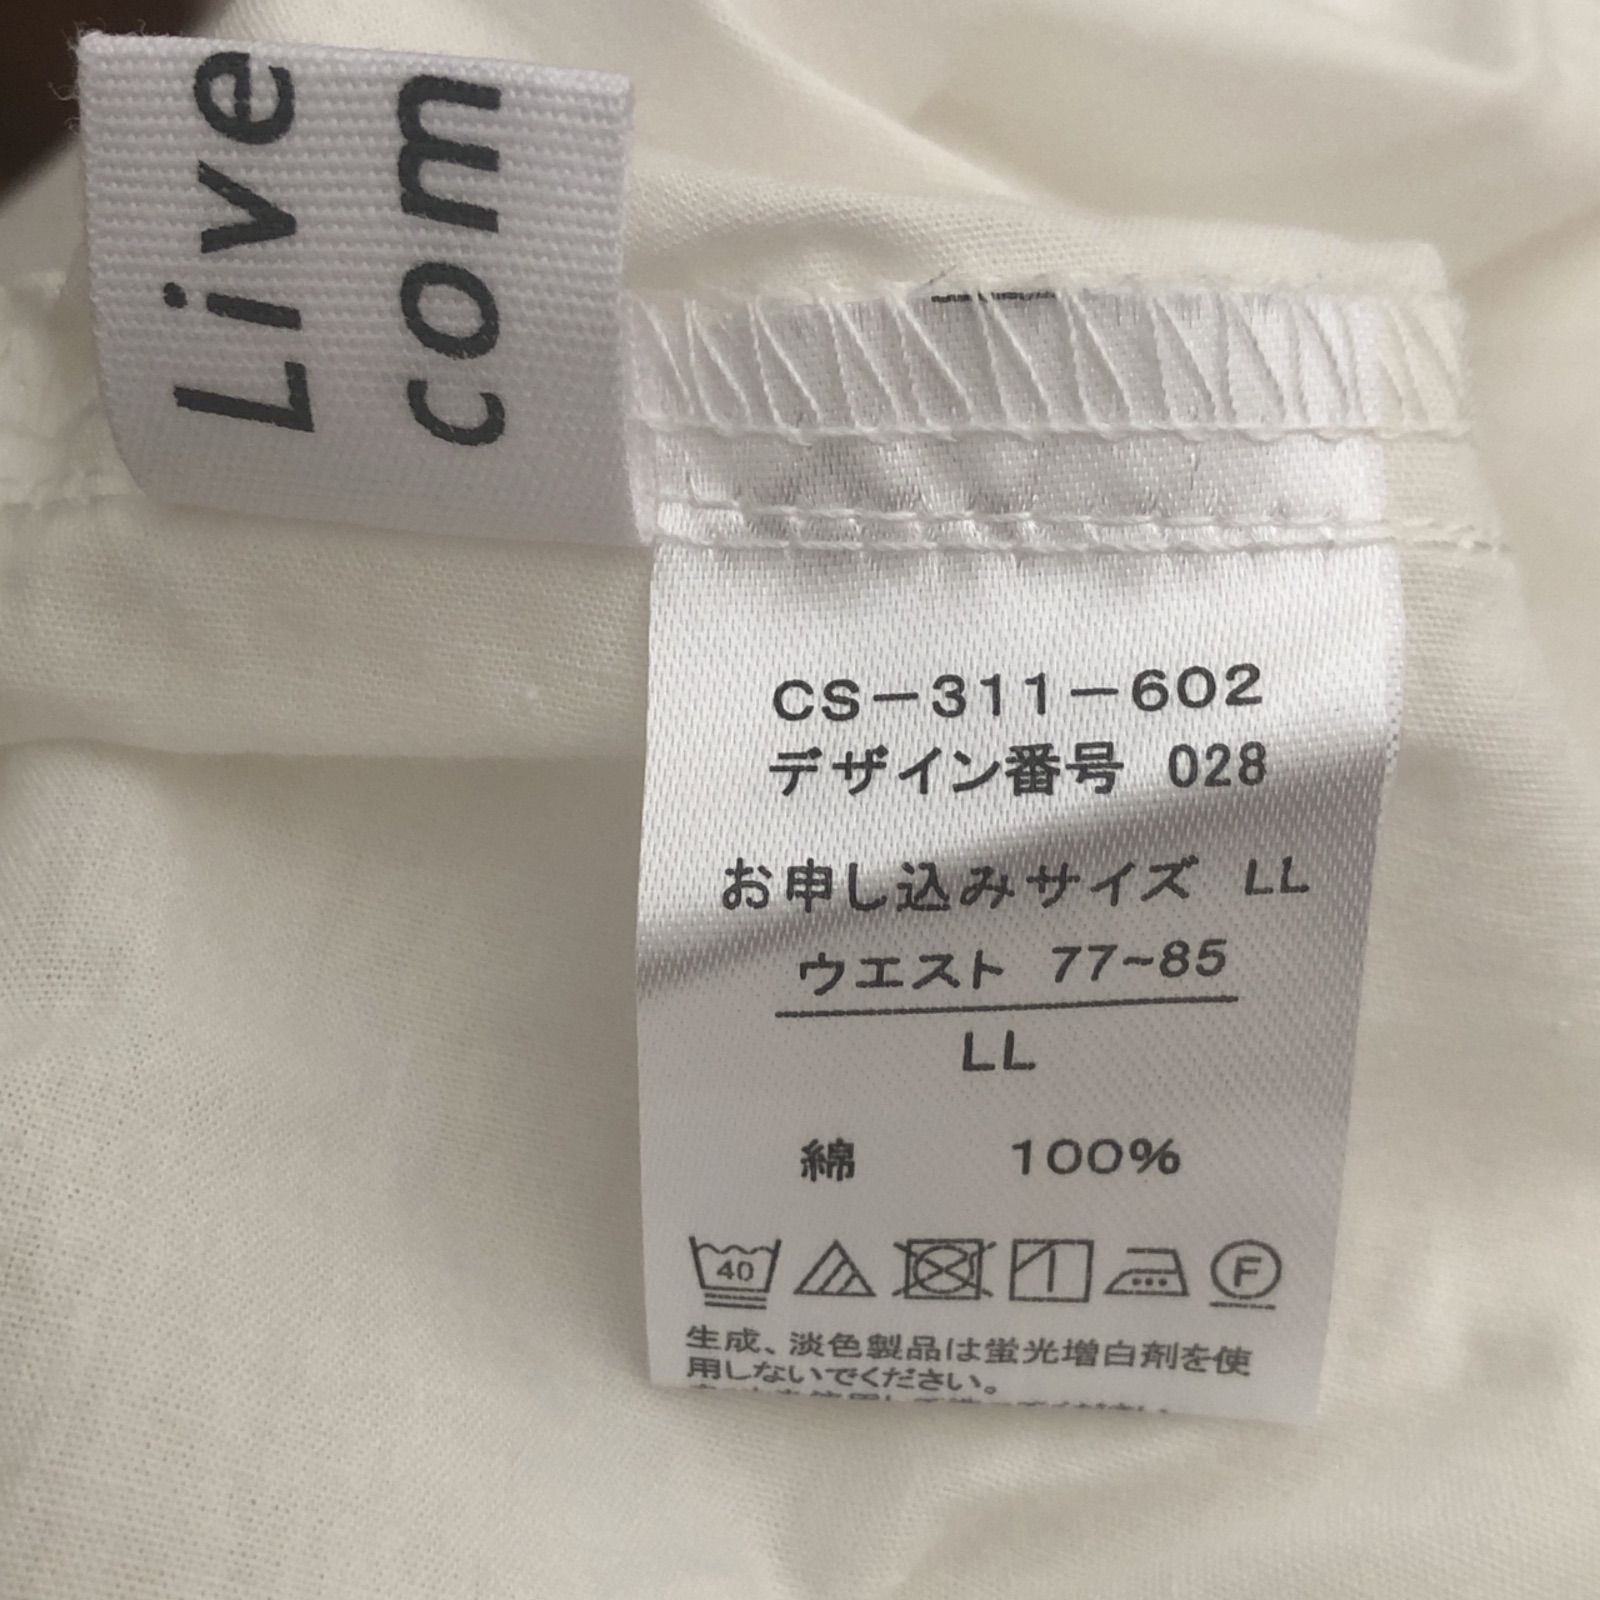 Live
com
CS-311-602
デザイン番号 028
お申し込みサイズ LL
ウエスト 77~85
LL
綿 100%
40
F
生成、淡色製品は蛍光増白剤を使
用しないでください。